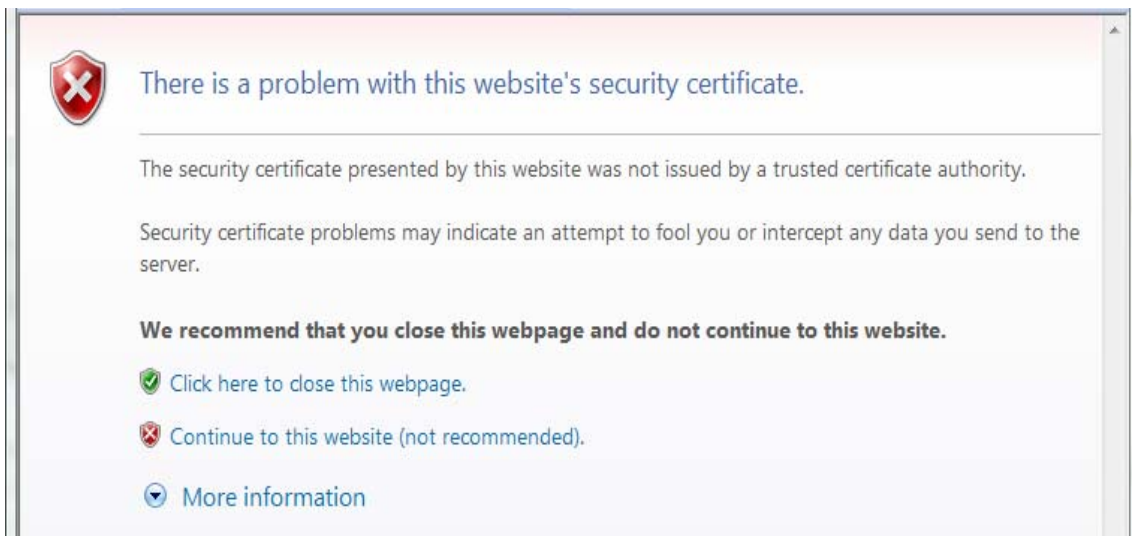 There is a problem with this website's security certificate.
The security certificate presented by this website was not issued by a trusted certificate authority.
Security certificate problems may indicate an attempt to fool you or intercept any data you send to the
server.
We recommend that you close this webpage and do not continue to this website.
Click here to close this webpage.
Continue to this website (not recommended).
More information